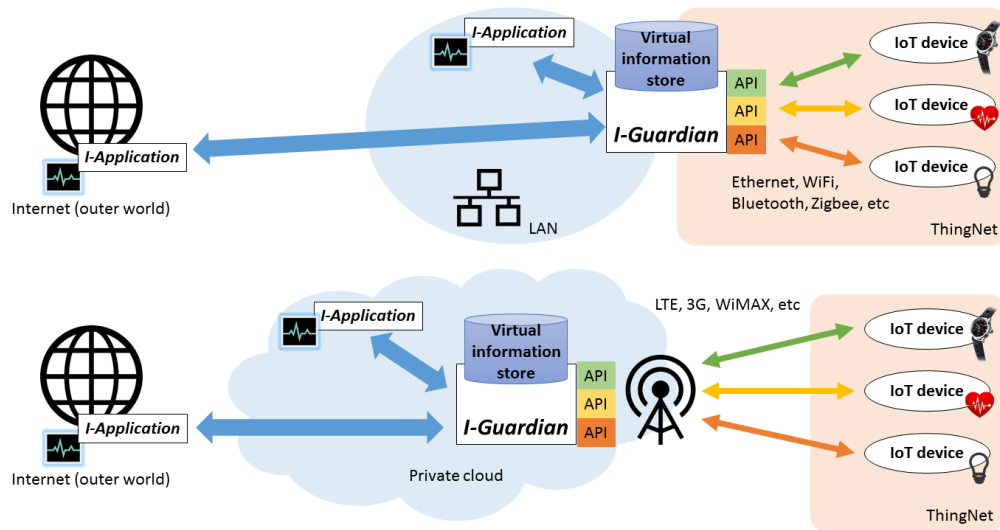 I-Application
Virtual
information
store
API
API
API
I-Guardian
IoT device
IoT device
IoT device
I-Application
Internet (outer world)
LAN
Ethernet, WiFi,
Bluetooth, Zigbee, etc
ThingNet
I-Application
Virtual
information
store
API
API
API
I-Guardian
LTE, 3G, WiMAX, etc
IoT device
IoT device
IoT device
I-Application
Internet (outer world)
Private cloud
ThingNet